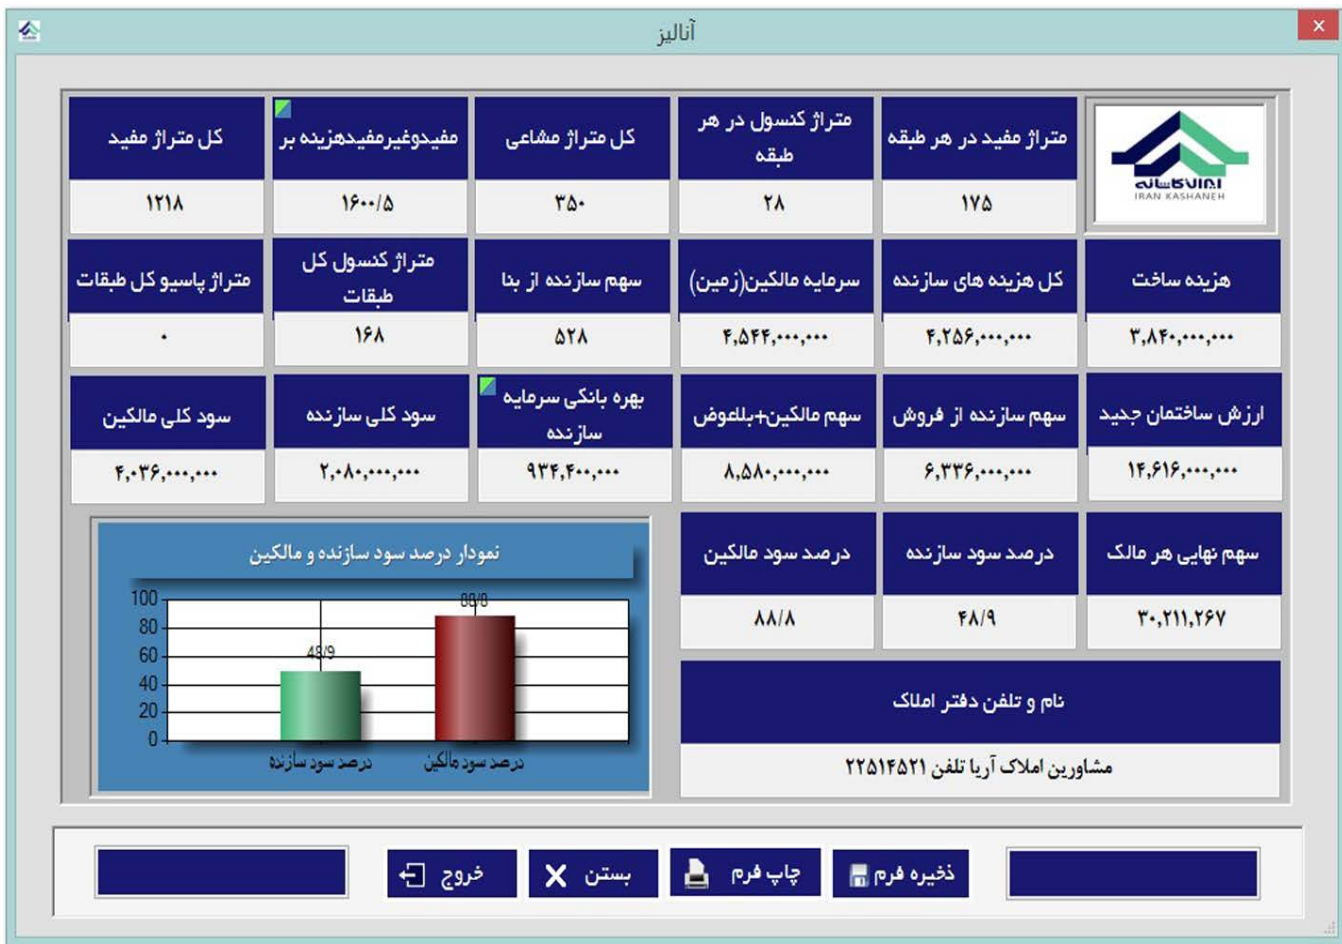 آنالیز
ایران کاشانه
IRAN KASHANEH
متراژ مفید در هر طبقه
متراژ کنسول در هر
طبقه
کل متراژ مشاعی
مفیدوغیرمفیدهزینه بر
کل متراژ مفید
۱۷۵
۲۸
۳۵۰
۱۶۰۰/۵
۱۲۱۸
هزینه ساخت
کل هزینه های سازنده
سرمایه مالکین(زمین)
سهم سازنده از بنا
متراژ کنسول کل
طبقات
متراژ پاسیو کل طبقات
۳,۸۴۰,۰۰۰,۰۰۰
۴,۲۵۶,۰۰۰,۰۰۰
۴,۵۴۴,۰۰۰,۰۰۰
۵۲۸
۱۶۸
۰
ارزش ساختمان جدید
سهم سازنده از فروش
سهم مالکین+بلاعوض
بهره بانکی سرمایه
سازنده
سود کلی سازنده
سود کلی مالکین
۱۴,۶۱۶,۰۰۰,۰۰۰
۶,۳۳۶,۰۰۰,۰۰۰
۸,۵۸۰,۰۰۰,۰۰۰
۹۳۴,۴۰۰,۰۰۰
۲,۰۸۰,۰۰۰,۰۰۰
۴,۰۳۶,۰۰۰,۰۰۰
سهم نهایی هر مالک
درصد سود سازنده
درصد سود مالکین
۳۰,۲۱۱,۲۶۷
۴۸/۹
۸۸/۸
نام و تلفن دفتر املاک
مشاورین املاک آریا تلفن ۲۲۵۱۴۵۲۱
نمودار درصد سود سازنده و مالکین
100
80
60
40
20
0
48/9
88/8
درصد سود سازنده
درصد سود مالکین
ذخیره فرم
چاپ فرم
بستن
خروج